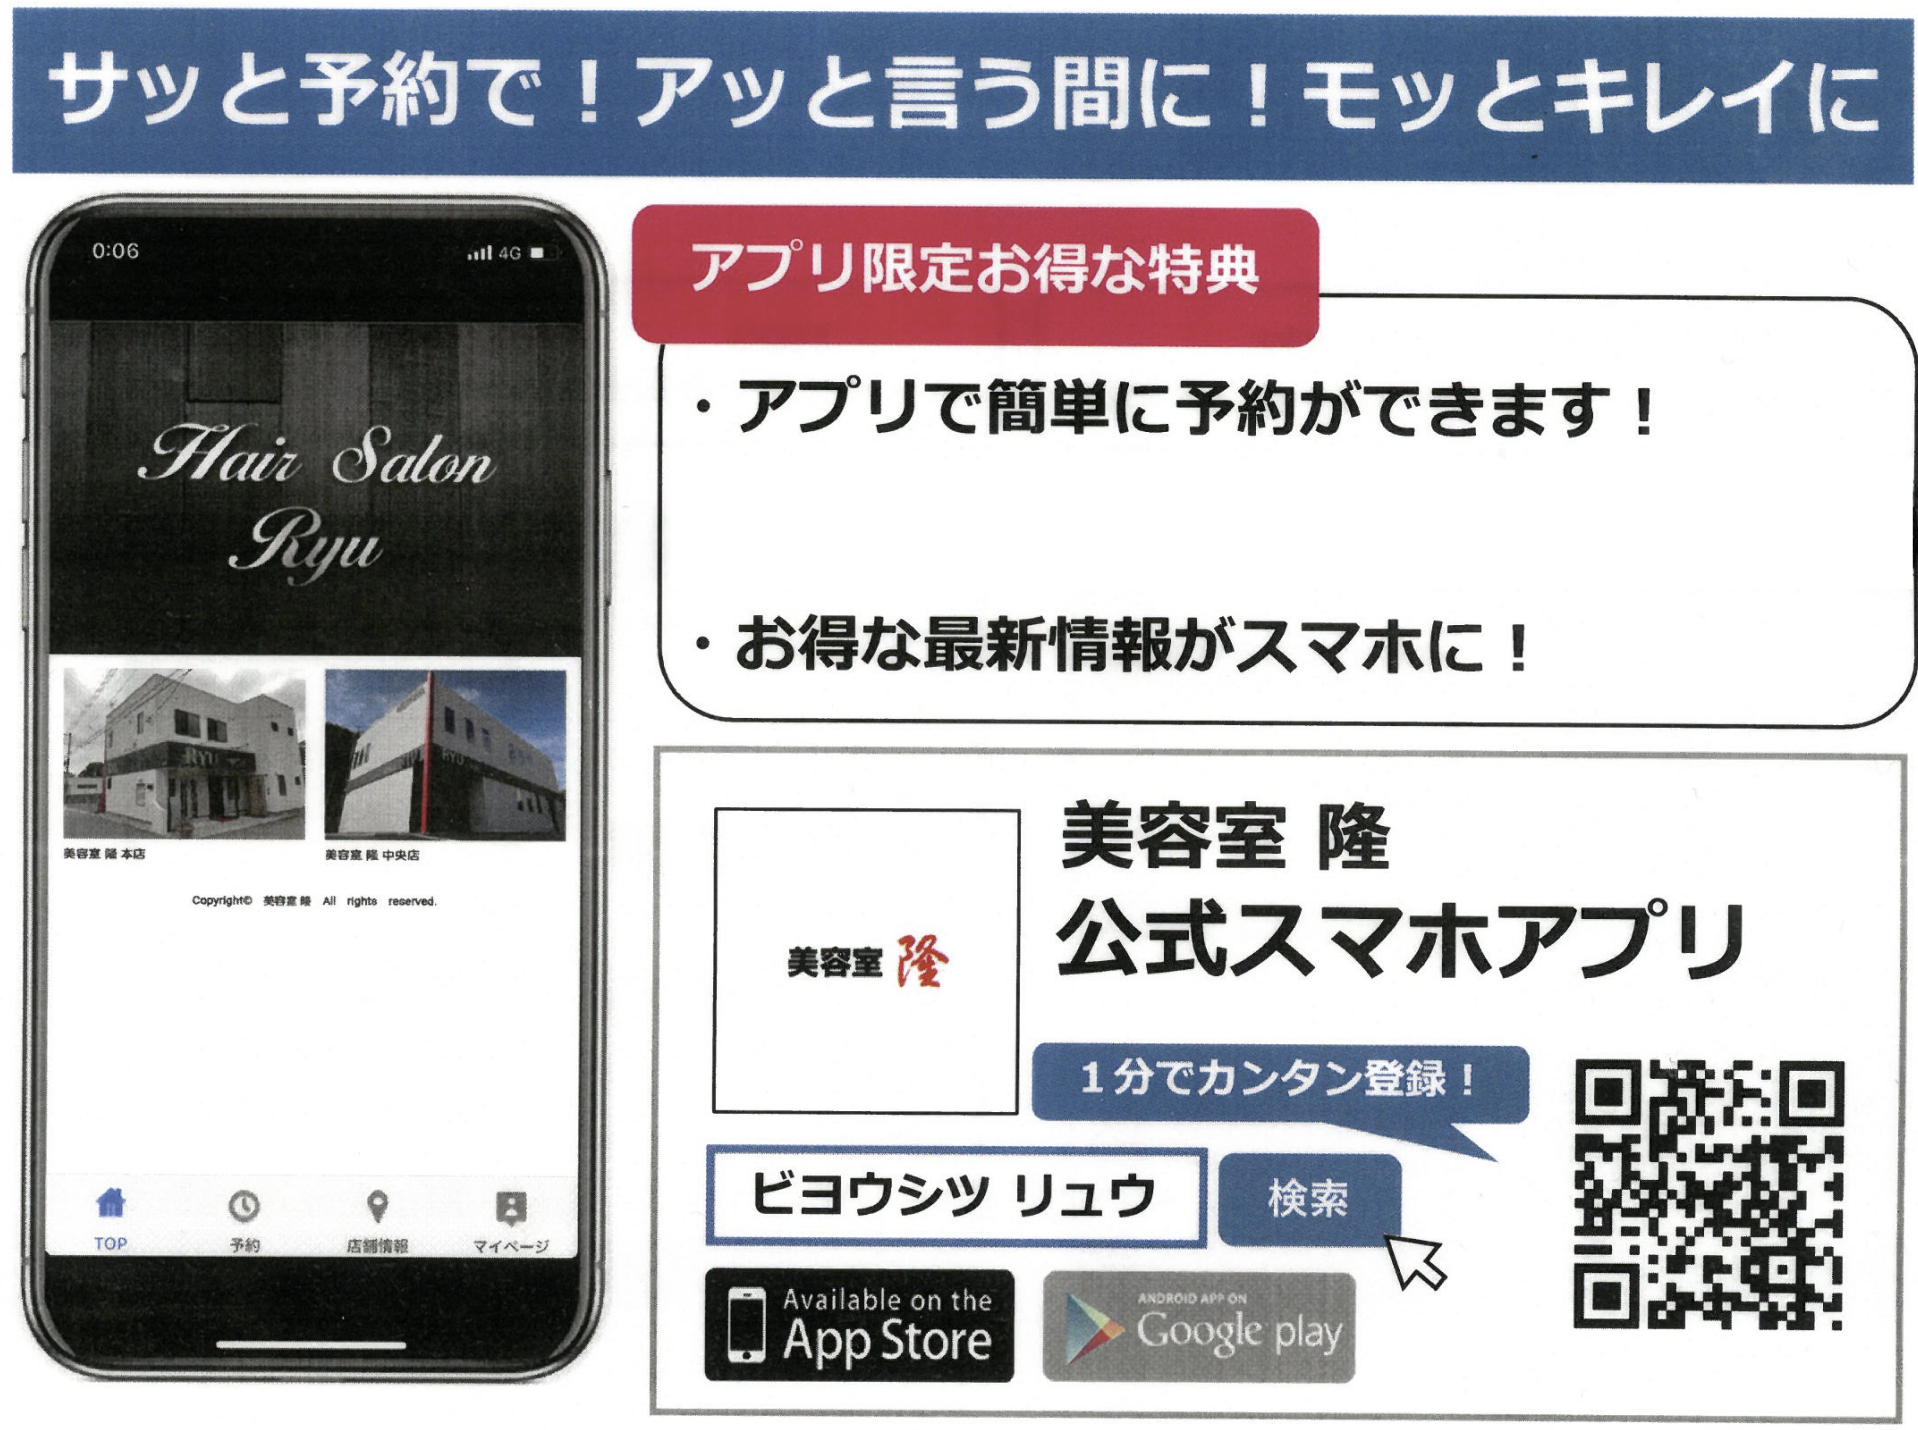 サッと予約で！アッと言う間に！モッとキレイに
0:06
4G
Hair Salon
Ryu
RYU
RYU
美容室 隆 本店
美容室 隆 中央店
Copyright© 美容室 隆 All rights reserved.
TOP
予約
店舗情報
マイページ
アプリ限定お得な特典
・アプリで簡単に予約ができます！
・お得な最新情報がスマホに！
美容室 隆
美容室 隆
公式スマホアプリ
１分でカンタン登録！
ビヨウシツ リュウ
検索
Available on the
App Store
ANDROID APP ON
Google play